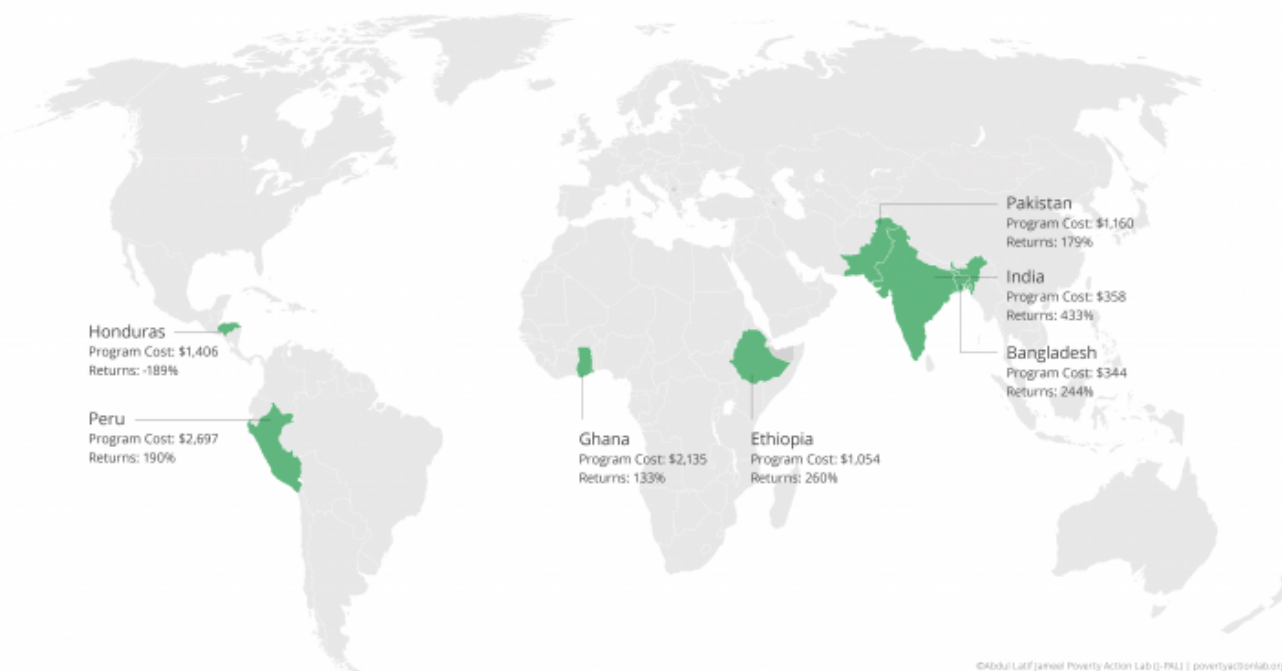 Pakistan
Program Cost: $1,160
Returns: 179%
India
Program Cost: $358
Returns: 433%
Bangladesh
Program Cost: $344
Returns: 244%
Honduras
Program Cost: $1,406
Returns: -189%
Peru
Program Cost: $2,697
Returns: 190%
Ghana
Program Cost: $2,135
Returns: 133%
Ethiopia
Program Cost: $1,054
Returns: 260%
©Abdul Latif Jameel Poverty Action Lab (J-PAL) | povertyactionlab.org